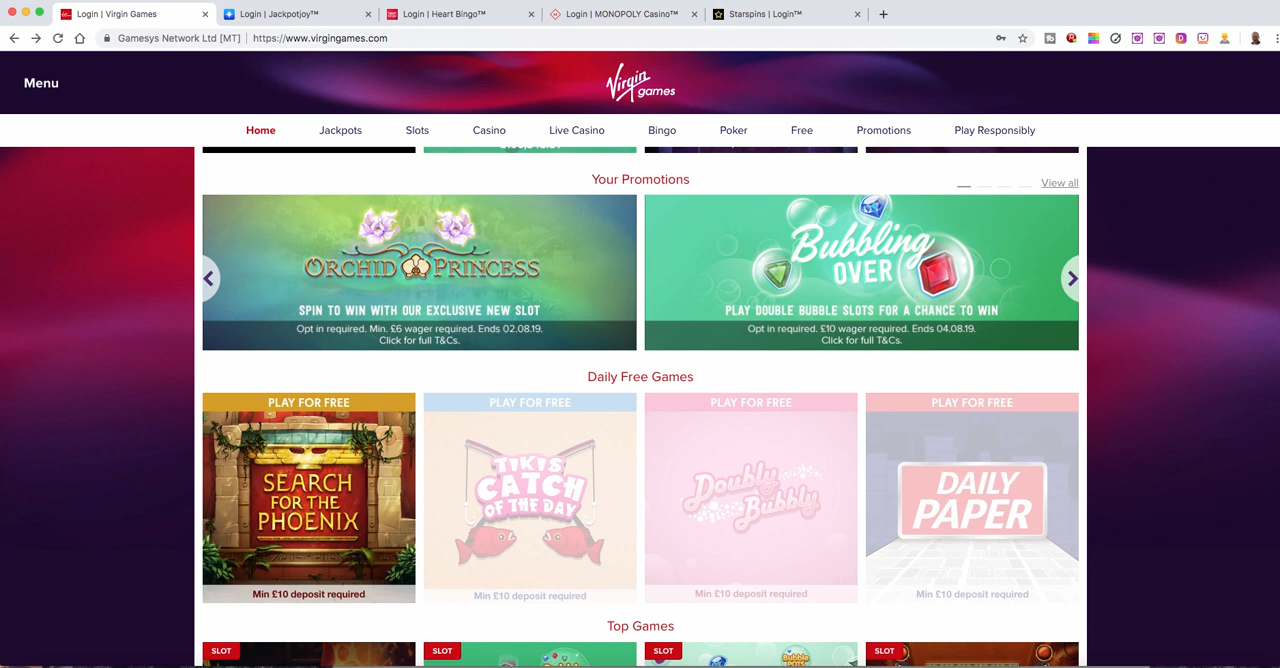 Login | Virgin Games
Login | Jackpotjoy™
Login | Heart Bingo™
Login | MONOPOLY Casino™
Starspins | Login™
Gamesys Network Ltd [MT] | https://www.virgingames.com
Menu
Virgin games
Home
Jackpots
Slots
Casino
Live Casino
Bingo
Poker
Free
Promotions
Play Responsibly
Your Promotions
View all
ORCHID PRINCESS
SPIN TO WIN WITH OUR EXCLUSIVE NEW SLOT
Opt in required. Min. £6 wager required. Ends 02.08.19.
Click for full T&Cs.
Bubbling
OVER
PLAY DOUBLE BUBBLE SLOTS FOR A CHANCE TO WIN
Opt in required. £10 wager required. Ends 04.08.19.
Click for full T&Cs.
Daily Free Games
PLAY FOR FREE
SEARCH
FOR THE
PHOENIX
Min £10 deposit required
PLAY FOR FREE
TIKI'S
CATCH
OF THE DAY
Min £10 deposit required
PLAY FOR FREE
Doubly
Bubbly
Min £10 deposit required
PLAY FOR FREE
DAILY
PAPER
Min £10 deposit required
Top Games
SLOT
SLOT
SLOT
Bubble
POTS
SLOT